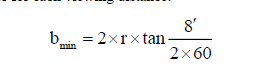 b_min = 2×r×tan 8′/(2×60)